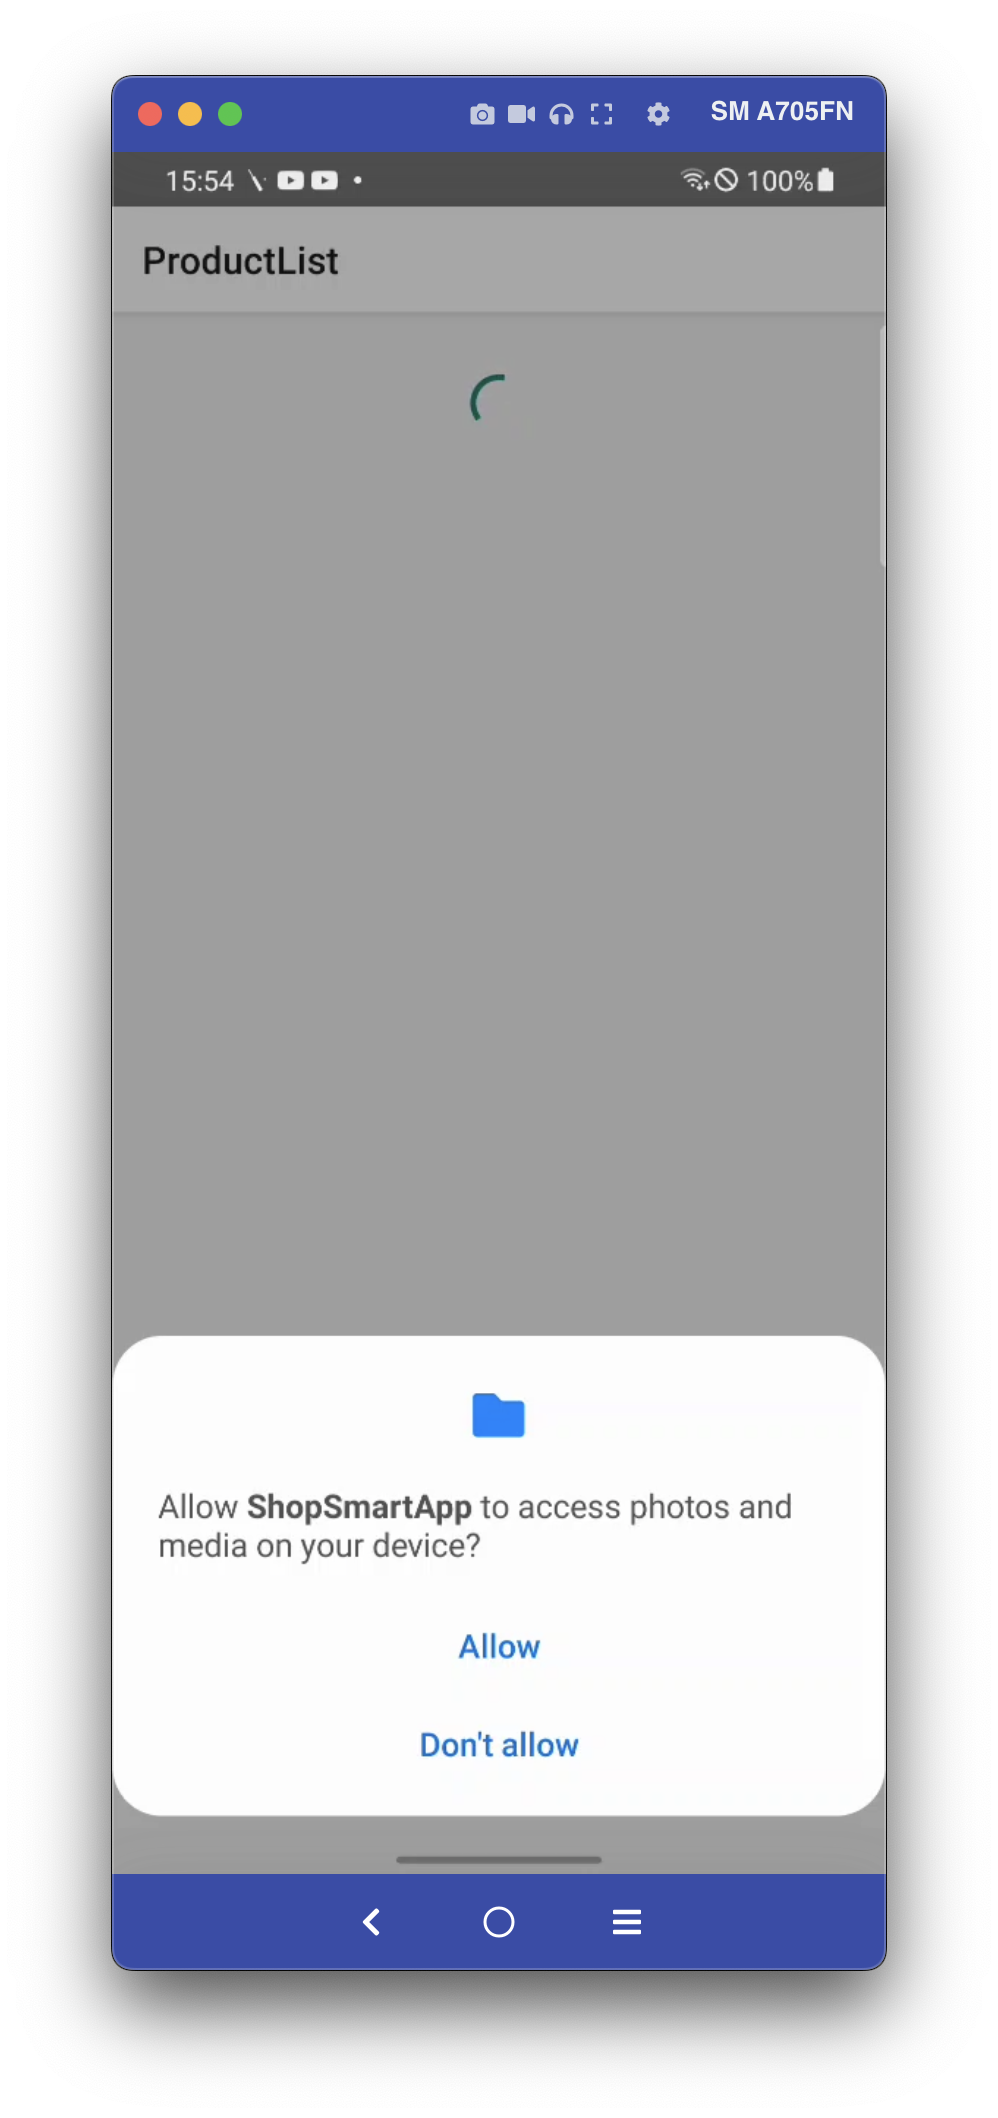 SM A705FN
15:54
100%
ProductList
Allow ShopSmartApp to access photos and
media on your device?
Allow
Don't allow